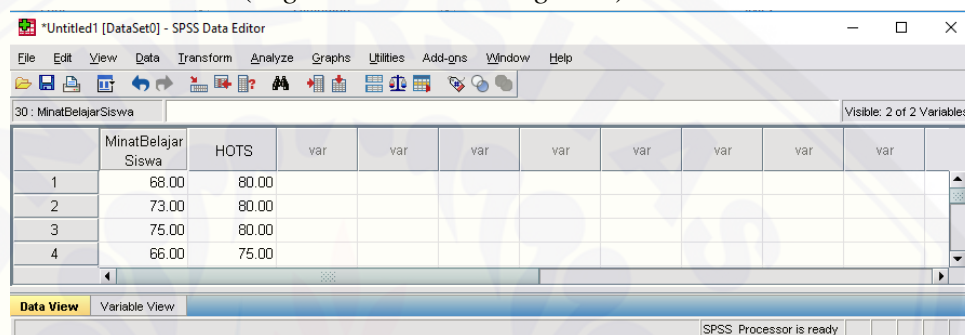 *Untitled1 [DataSet0] - SPSS Data Editor
File Edit View Data Transform Analyze Graphs Utilities Add-ons Window Help
30 : MinatBelajarSiswa Visible: 2 of 2 Variables
MinatBelajarSiswa HOTS var var var var var var var var
1 68.00 80.00
2 73.00 80.00
3 75.00 80.00
4 66.00 75.00
Data View Variable View
SPSS Processor is ready